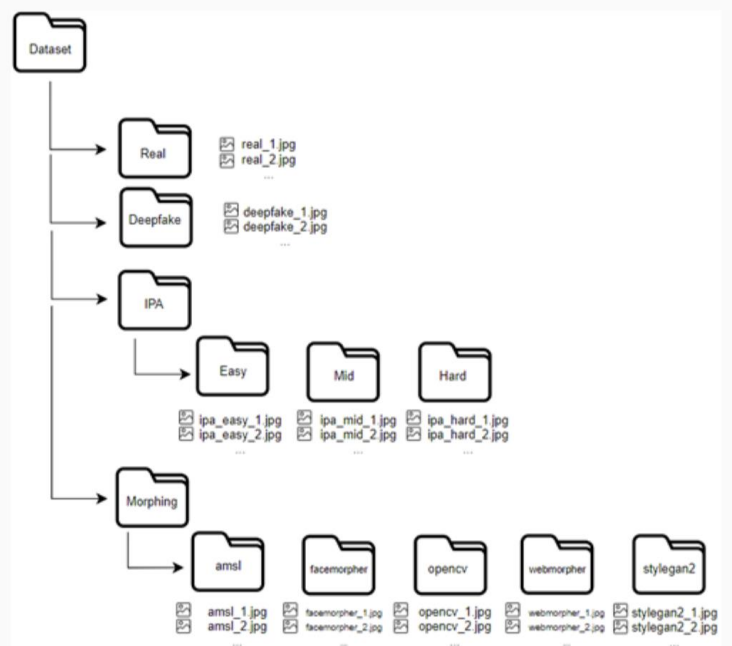 Dataset
Real
real_1.jpg
real_2.jpg
...
Deepfake
deepfake_1.jpg
deepfake_2.jpg
...
IPA
Easy
Mid
Hard
ipa_easy_1.jpg
ipa_mid_1.jpg
ipa_hard_1.jpg
ipa_easy_2.jpg
ipa_mid_2.jpg
ipa_hard_2.jpg
...
...
...
Morphing
amsl
facemorpher
opencv
webmorpher
stylegan2
amsl_1.jpg
facemorpher_1.jpg
opencv_1.jpg
webmorpher_1.jpg
stylegan2_1.jpg
amsl_2.jpg
facemorpher_2.jpg
opencv_2.jpg
webmorpher_2.jpg
stylegan2_2.jpg
...
...
...
...
...